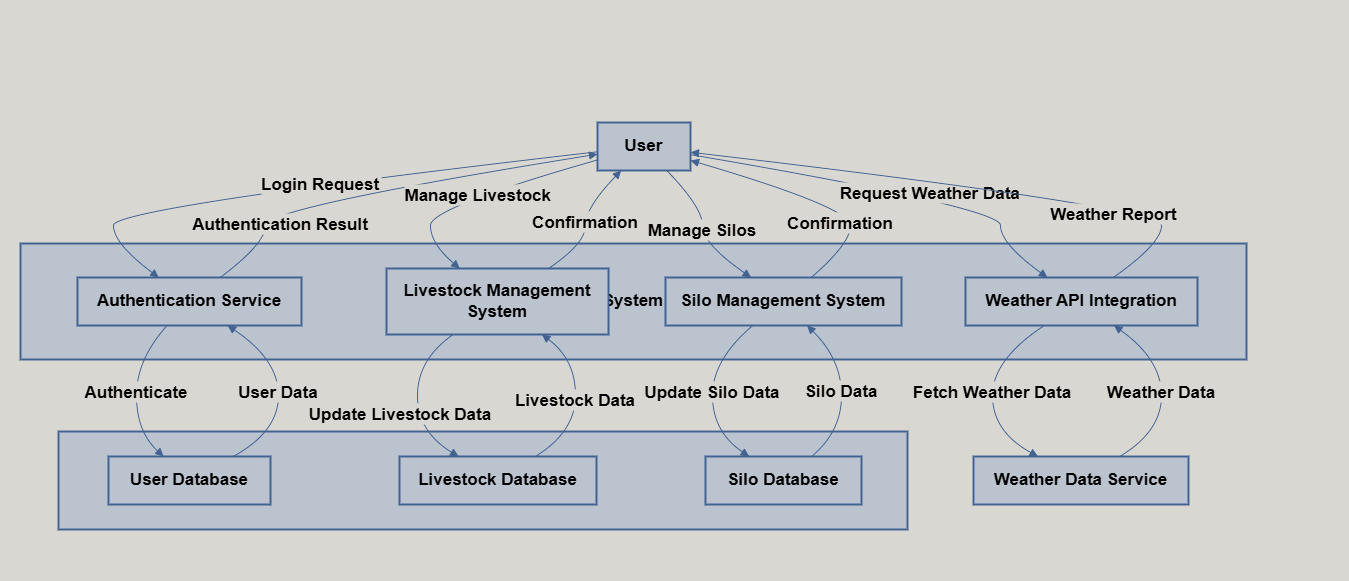 User
Login Request
Manage Livestock
Request Weather Data
Authentication Result
Confirmation
Manage Silos
Confirmation
Weather Report
Authentication Service
Livestock Management
System
System
Silo Management System
Weather API Integration
Authenticate
User Data
Update Livestock Data
Livestock Data
Update Silo Data
Silo Data
Fetch Weather Data
Weather Data
User Database
Livestock Database
Silo Database
Weather Data Service